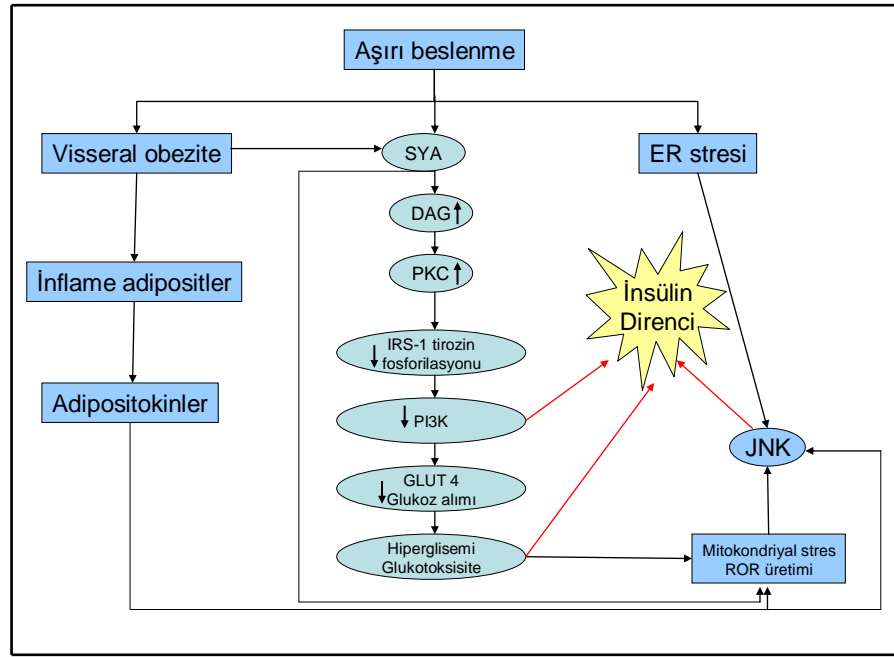 Aşırı beslenme
Visseral obezite
SYA
ER stresi
DAG
PKC
İnflame adipositler
İnsülin
Direnci
IRS-1 tirozin
fosforilasyonu
Adipositokinler
PI3K
JNK
GLUT 4
Glukoz alımı
Hiperglisemi
Glukotoksisite
Mitokondriyal stres
ROR üretimi